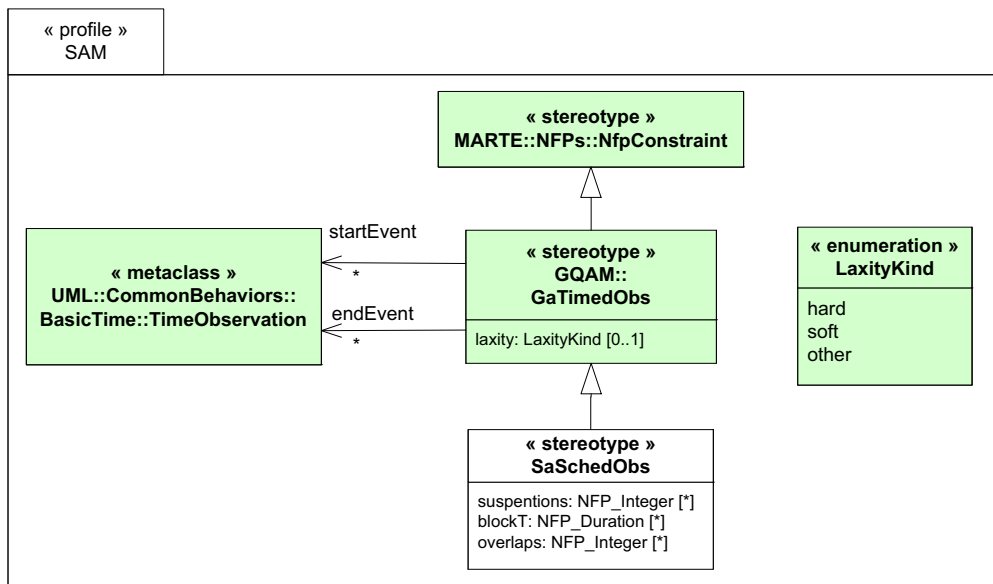 « profile »
SAM
« stereotype »
MARTE::NFPs::NfpConstraint
startEvent
*
« metaclass »
UML::CommonBehaviors::
BasicTime::TimeObservation
endEvent
*
« stereotype »
GQAM::
GaTimedObs
laxity: LaxityKind [0..1]
« enumeration »
LaxityKind
hard
soft
other
« stereotype »
SaSchedObs
suspentions: NFP_Integer [*]
blockT: NFP_Duration [*]
overlaps: NFP_Integer [*]